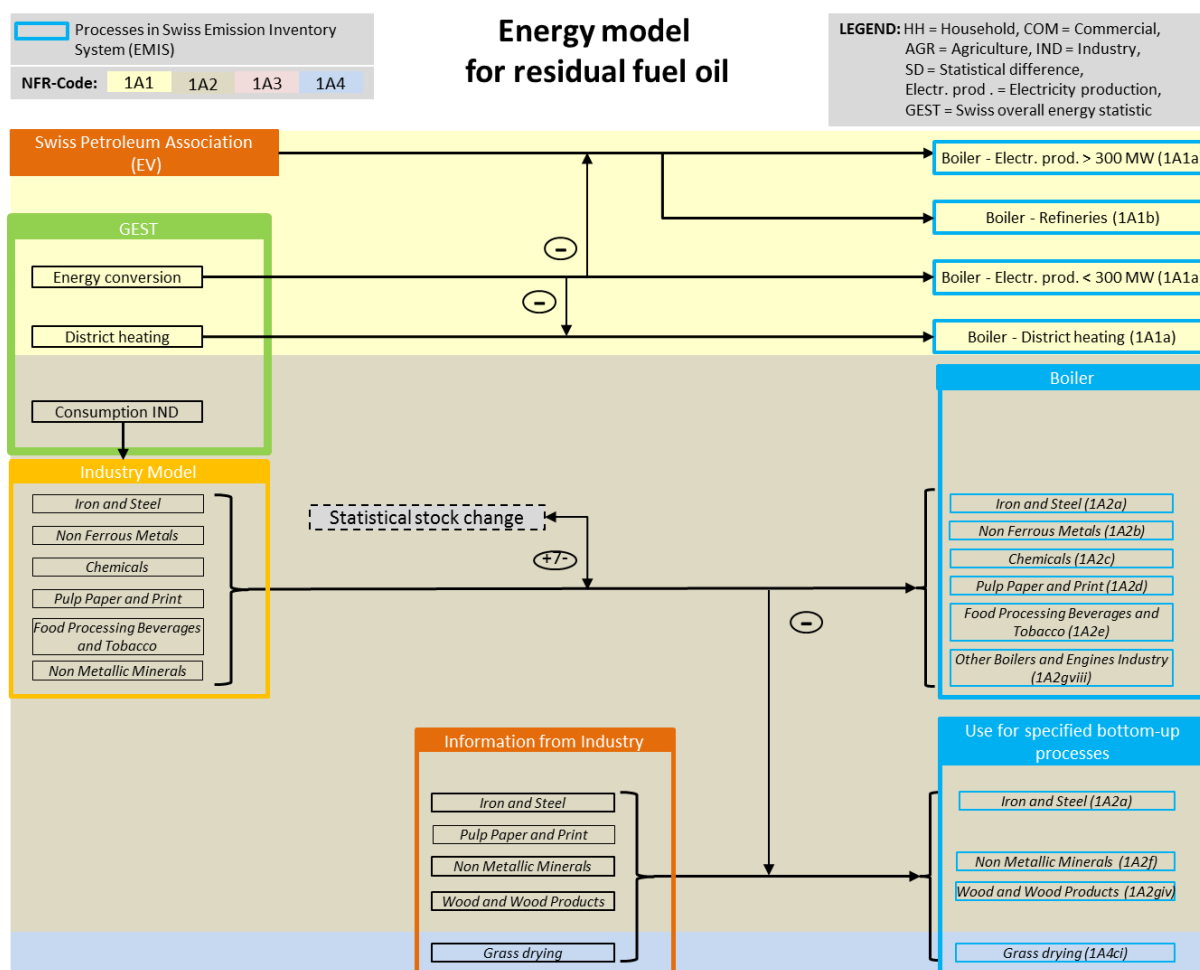 Processes in Swiss Emission Inventory
System (EMIS)
NFR-Code: 1A1 1A2 1A3 1A4
Energy model
for residual fuel oil
LEGEND: HH = Household, COM = Commercial,
AGR = Agriculture, IND = Industry,
SD = Statistical difference,
Electr. prod . = Electricity production,
GEST = Swiss overall energy statistic
Swiss Petroleum Association
(EV)
Boiler - Electr. prod. > 300 MW (1A1a
Boiler - Refineries (1A1b)
GEST
–
Energy conversion
Boiler - Electr. prod. < 300 MW (1A1a
–
District heating
Boiler - District heating (1A1a)
Consumption IND
Boiler
Industry Model
Iron and Steel
Non Ferrous Metals
Chemicals
Pulp Paper and Print
Food Processing Beverages
and Tobacco
Non Metallic Minerals
Statistical stock change
+7-
–
Iron and Steel (1A2a)
Non Ferrous Metals (1A2b)
Chemicals (1A2c)
Pulp Paper and Print (1A2d)
Food Processing Beverages and
Tobacco (1A2e)
Other Boilers and Engines Industry
(1A2gviii)
Information from Industry
Iron and Steel
Pulp Paper and Print
Non Metallic Minerals
Wood and Wood Products
Grass drying
Use for specified bottom-up
processes
Iron and Steel (1A2a)
Non Metallic Minerals (1A2f)
Wood and Wood Products (1A2giv)
Grass drying (1A4ci)